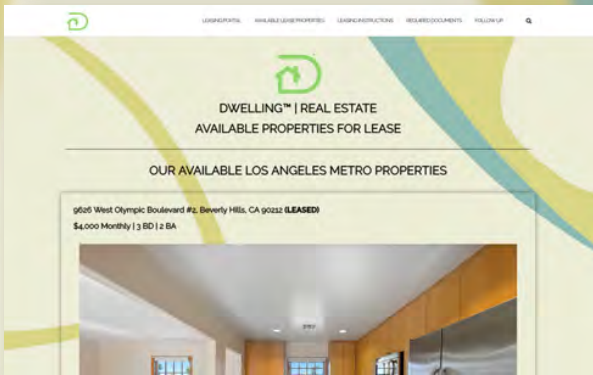 LEASING PORTAL AVAILABLE LEASE PROPERTIES LEASING INSTRUCTIONS REQUIRED DOCUMENTS FOLLOW UP
DWELLING™ | REAL ESTATE
AVAILABLE PROPERTIES FOR LEASE
OUR AVAILABLE LOS ANGELES METRO PROPERTIES
9626 West Olympic Boulevard #2, Beverly Hills, CA 90212 (LEASED)
$4,000 Monthly | 3 BD | 2 BA